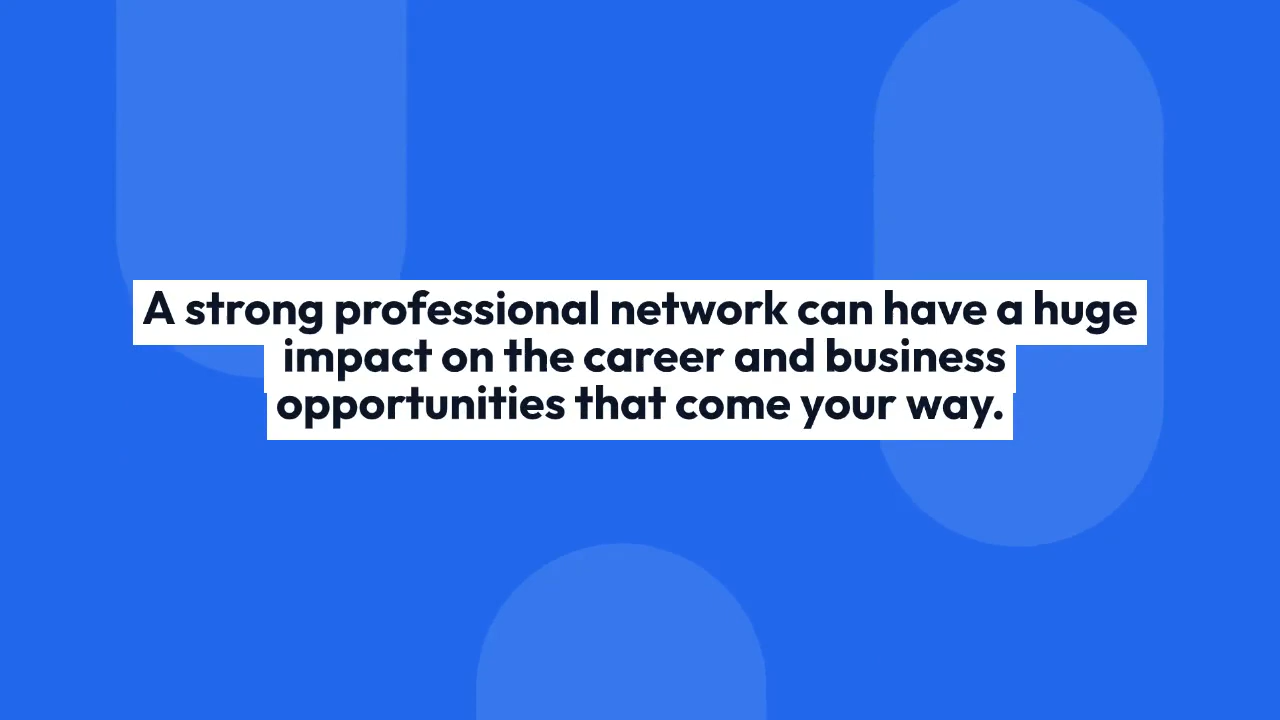 A strong professional network can have a huge
impact on the career and business
opportunities that come your way.